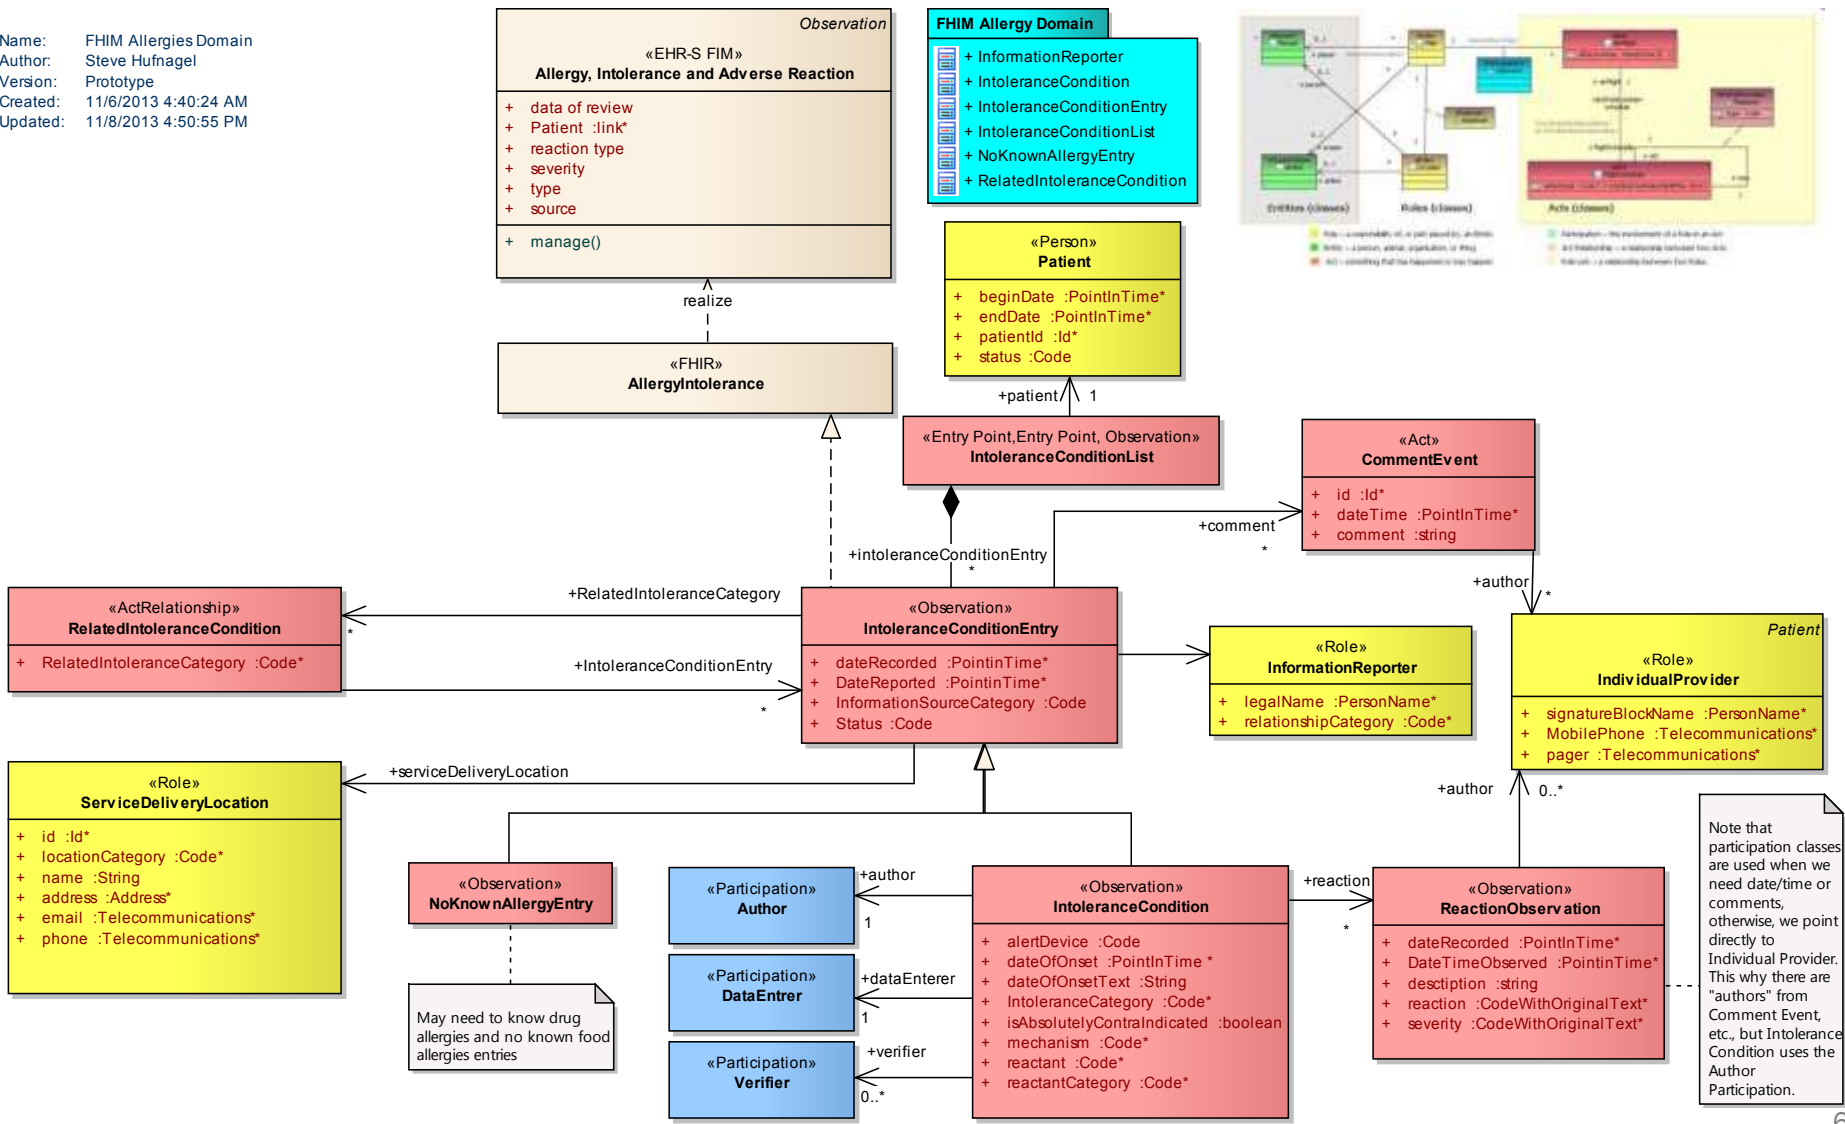 Name: FHIM Allergies Domain
Author: Steve Hufnagel
Version: Prototype
Created: 11/6/2013 4:40:24 AM
Updated: 11/8/2013 4:50:55 PM
Observation
«EHR-S FIM»
Allergy, Intolerance and Adverse Reaction
+ data of review
+ Patient :link*
+ reaction type
+ severity
+ type
+ source
+ manage()
realize
«FHIR»
AllergyIntolerance
FHIM Allergy Domain
+ InformationReporter
+ IntoleranceCondition
+ IntoleranceConditionEntry
+ IntoleranceConditionList
+ NoKnownAllergyEntry
+ RelatedIntoleranceCondition
Entities (classes)
Roles (classes)
Acts (classes)
«Person»
Patient
+ beginDate :PointInTime*
+ endDate :PointInTime*
+ patientId :Id*
+ status :Code
+patient
1
«Entry Point,Entry Point, Observation»
IntoleranceConditionList
+intoleranceConditionEntry
*
«Act»
CommentEvent
+ id :Id*
+ dateTime :PointInTime*
+ comment :string
+comment
*
+author
*
«ActRelationship»
RelatedIntoleranceCondition
+ RelatedIntoleranceCategory :Code*
+RelatedIntoleranceCategory
*
+IntoleranceConditionEntry
*
«Observation»
IntoleranceConditionEntry
+ dateRecorded :PointinTime*
+ DateReported :PointinTime*
+ InformationSourceCategory :Code
+ Status :Code
«Role»
InformationReporter
+ legalName :PersonName*
+ relationshipCategory :Code*
Patient
«Role»
IndividualProvider
+ signatureBlockName :PersonName*
+ MobilePhone :Telecommunications*
+ pager :Telecommunications*
+serviceDeliveryLocation
«Role»
ServiceDeliveryLocation
+ id :Id*
+ locationCategory :Code*
+ name :String
+ address :Address*
+ email :Telecommunications*
+ phone :Telecommunications*
«Observation»
NoKnownAllergyEntry
May need to know drug
allergies and no known food
allergies entries
«Participation»
Author
+author
1
«Participation»
DataEntrer
+dataEnterer
1
«Participation»
Verifier
+verifier
0..*
«Observation»
IntoleranceCondition
+ alertDevice :Code
+ dateOfOnset :PointInTime *
+ dateOfOnsetText :String
+ IntoleranceCategory :Code*
+ isAbsolutelyContraIndicated :boolean
+ mechanism :Code*
+ reactant :Code*
+ reactantCategory :Code*
+reaction
*
+author
0..*
«Observation»
ReactionObservation
+ dateRecorded :PointInTime*
+ DateTimeObserved :PointinTime*
+ desctiption :string
+ reaction :CodeWithOriginalText*
+ severity :CodeWithOriginalText*
Note that
participation classes
are used when we
need date/time or
comments,
otherwise, we point
directly to
Individual Provider.
This why there are
"authors" from
Comment Event,
etc., but Intolerance
Condition uses the
Author
Participation.
6